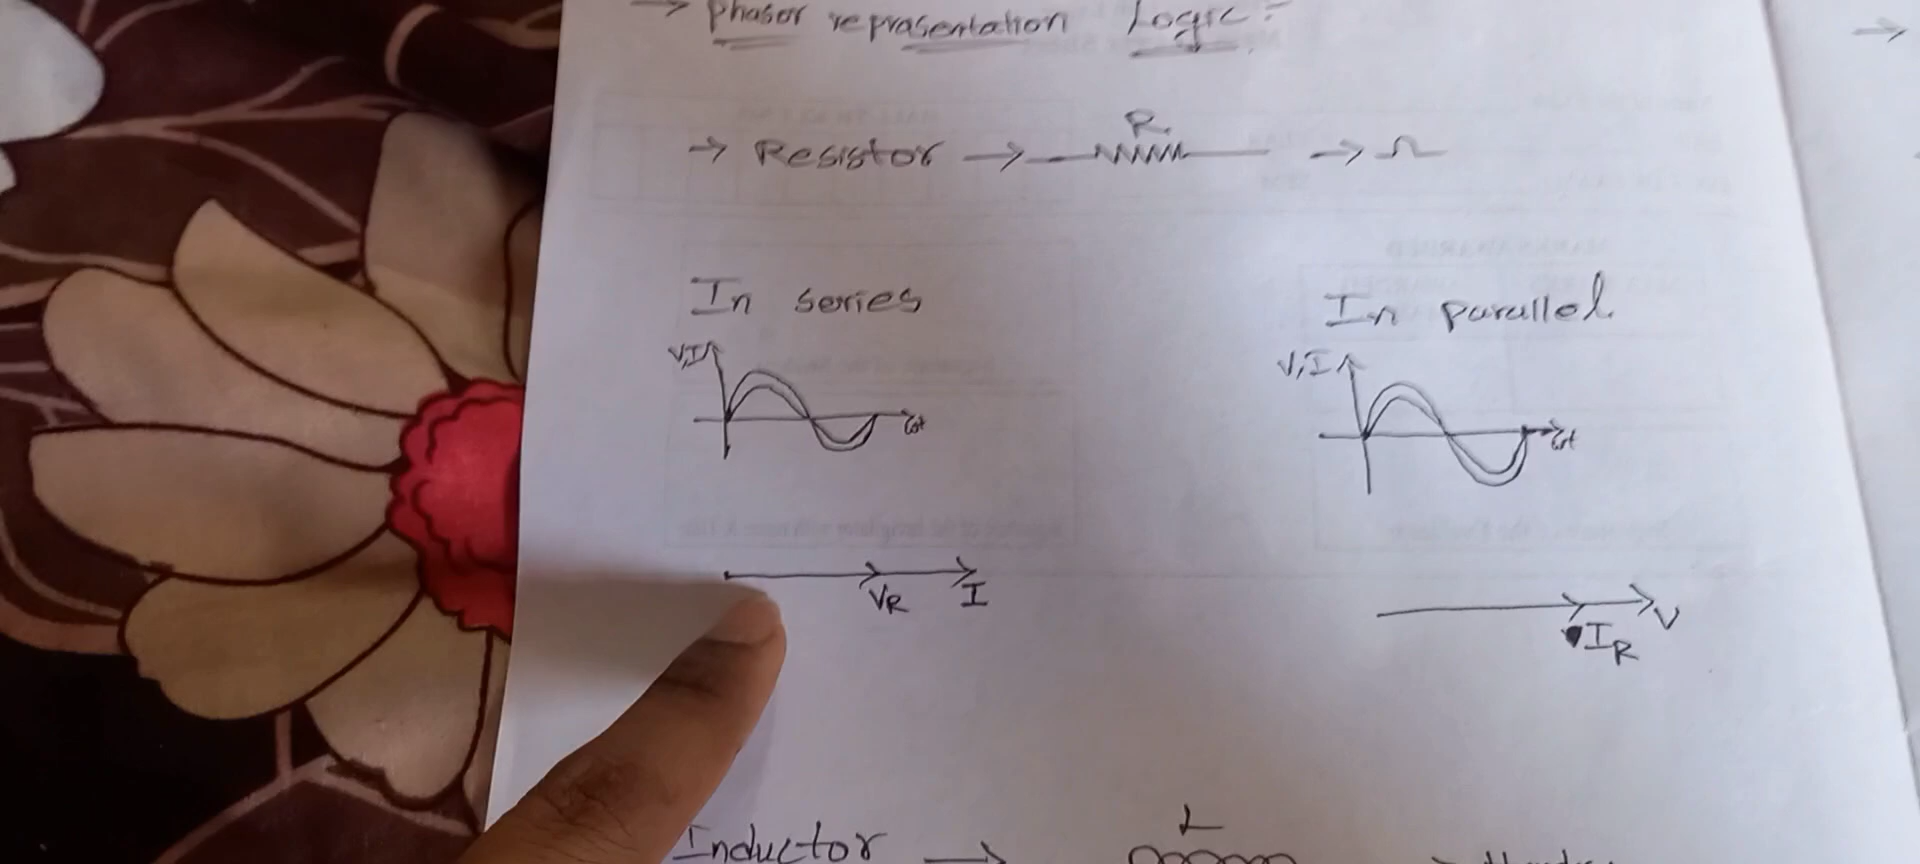 → phasor representation Logic:-
→ Resistor → R → Ω
In series
In parallel
V,I ωt
V,I ωt
VR I
IR V
Inductor → L →